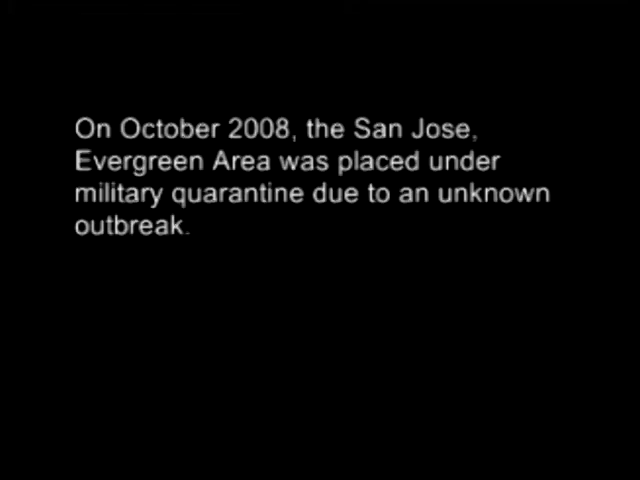 On October 2008, the San Jose,
Evergreen Area was placed under
military quarantine due to an unknown
outbreak.